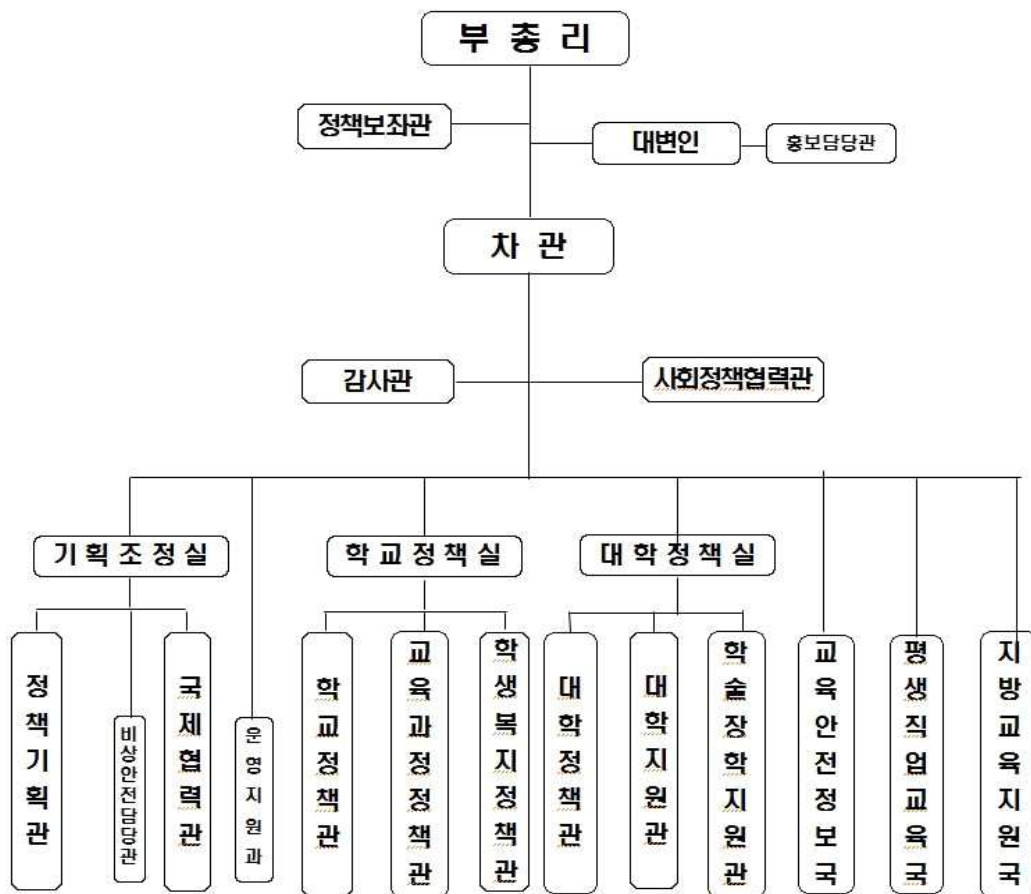 부 총 리
정책보좌관
대변인
홍보담당관
차 관
감사관
사회정책협력관
기 획 조 정 실
학 교 정 책 실
대 학 정 책 실
정책기획관
비상안전담당관
국제협력관
운영지원과
학교정책관
교육과정정책관
학생복지정책관
대학정책관
대학지원관
학술장학지원관
교육안전정보국
평생직업교육국
지방교육지원국